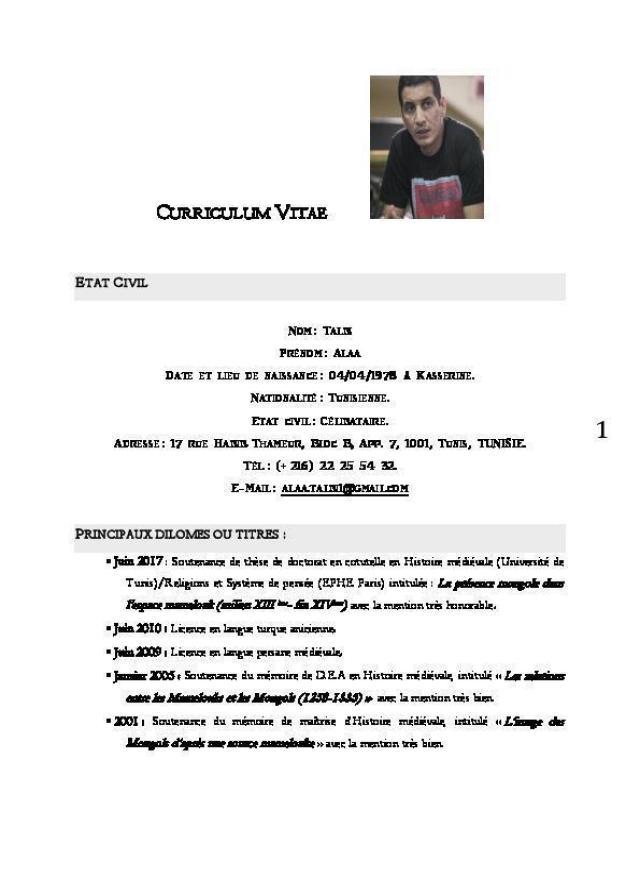 CURRICULUM VITAE
ETAT CIVIL
NOM : TALBI
PRÉNOM : ALAA
DATE ET LIEU DE NAISSANCE : 04/04/1978 À KASSERINE.
NATIONALITÉ : TUNISIENNE.
ETAT CIVIL : CÉLIBATAIRE.
ADRESSE : 17 RUE HABIB THAMEUR, BLOC B, APP. 7, 1001, TUNIS, TUNISIE.
1
TÉL : (+ 216) 22 25 54 32.
E-MAIL : ALAA.TALBI1@GMAIL.COM
PRINCIPAUX DILOMES OU TITRES :
▪ Juin 2017 : Soutenance de thèse de doctorat en cotutelle en Histoire médiévale (Université de
Tunis)/Religions et Système de pensée (EPHE Paris) intitulée : La présence mongole dans
l'espace mamelouk (milieu XIII ème - fin XIVème) avec la mention très honorable.
▪ Juin 2010 : Licence en langue turque
▪ Juin 2009 : Licence en langue persane médiévale,
▪ Janvier 2005 : Soutenance du mémoire de D.E.A en Histoire médiévale, intitulé « Les relations
entre les Mamelouks et les Mongols (1258-1335) » avec la mention très bien.
▪ 2001 : Soutenance du mémoire de maîtrise d'Histoire médiévale, intitulé « L'image des
Mongols d'après une source mamelouke » avec la mention très bien.